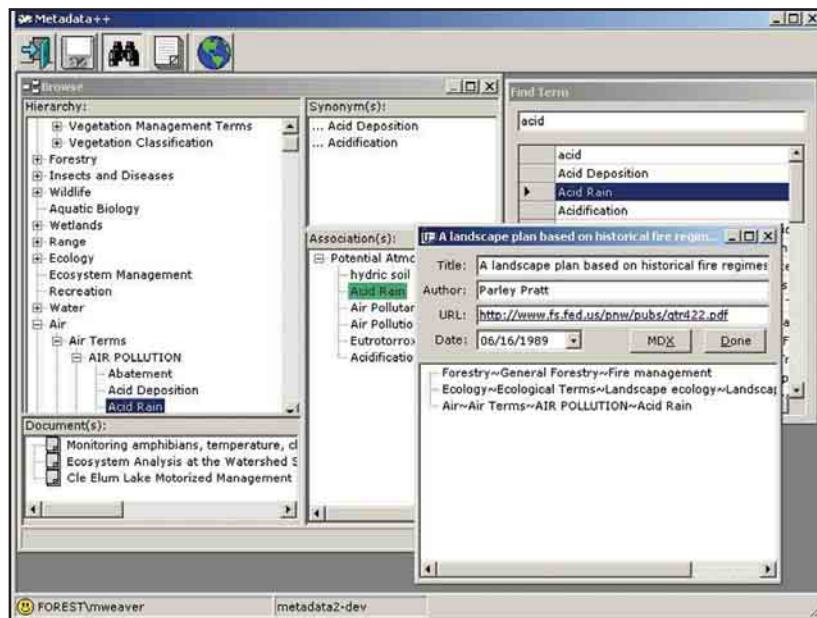 Metadata++
Browse
Hierarchy:
Vegetation Management Terms
Vegetation Classification
Forestry
Insects and Diseases
Wildlife
Aquatic Biology
Wetlands
Range
Ecology
Ecosystem Management
Recreation
Water
Air
Air Terms
AIR POLLUTION
Abatement
Acid Deposition
Acid Rain
Document(s):
Monitoring amphibians, temperature, cl
Ecosystem Analysis at the Watershed S
Cle Elum Lake Motorized Management
Synonym(s):
... Acid Deposition
... Acidification
Association(s):
Potential Atmo
hydric soil
Acid Rain
Air Pollutar
Air Pollutio
Eutrotorrox
Acidificatio
Find Term
acid
acid
Acid Deposition
Acid Rain
Acidification
A landscape plan based on historical fire regim...
Title: A landscape plan based on historical fire regimes
Author: Parley Pratt
URL: http://www.fs.fed.us/pnw/pubs/gtr422.pdf
Date: 06/16/1989 MDX Done
Forestry~General Forestry~Fire management
Ecology~Ecological Terms~Landscape ecology~Landscap
Air~Air Terms~AIR POLLUTION~Acid Rain
FOREST\mweaver metadata2-dev